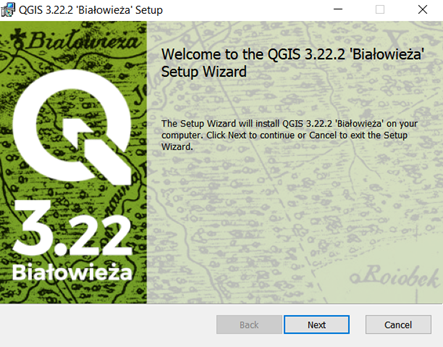 QGIS 3.22.2 'Białowieża' Setup
Białowieza
Welcome to the QGIS 3.22.2 'Białowieża'
Setup Wizard
The Setup Wizard will install QGIS 3.22.2 'Białowieża' on your
computer. Click Next to continue or Cancel to exit the Setup
Wizard.
3.22
Białowieża
Roiobek
Back
Next
Cancel